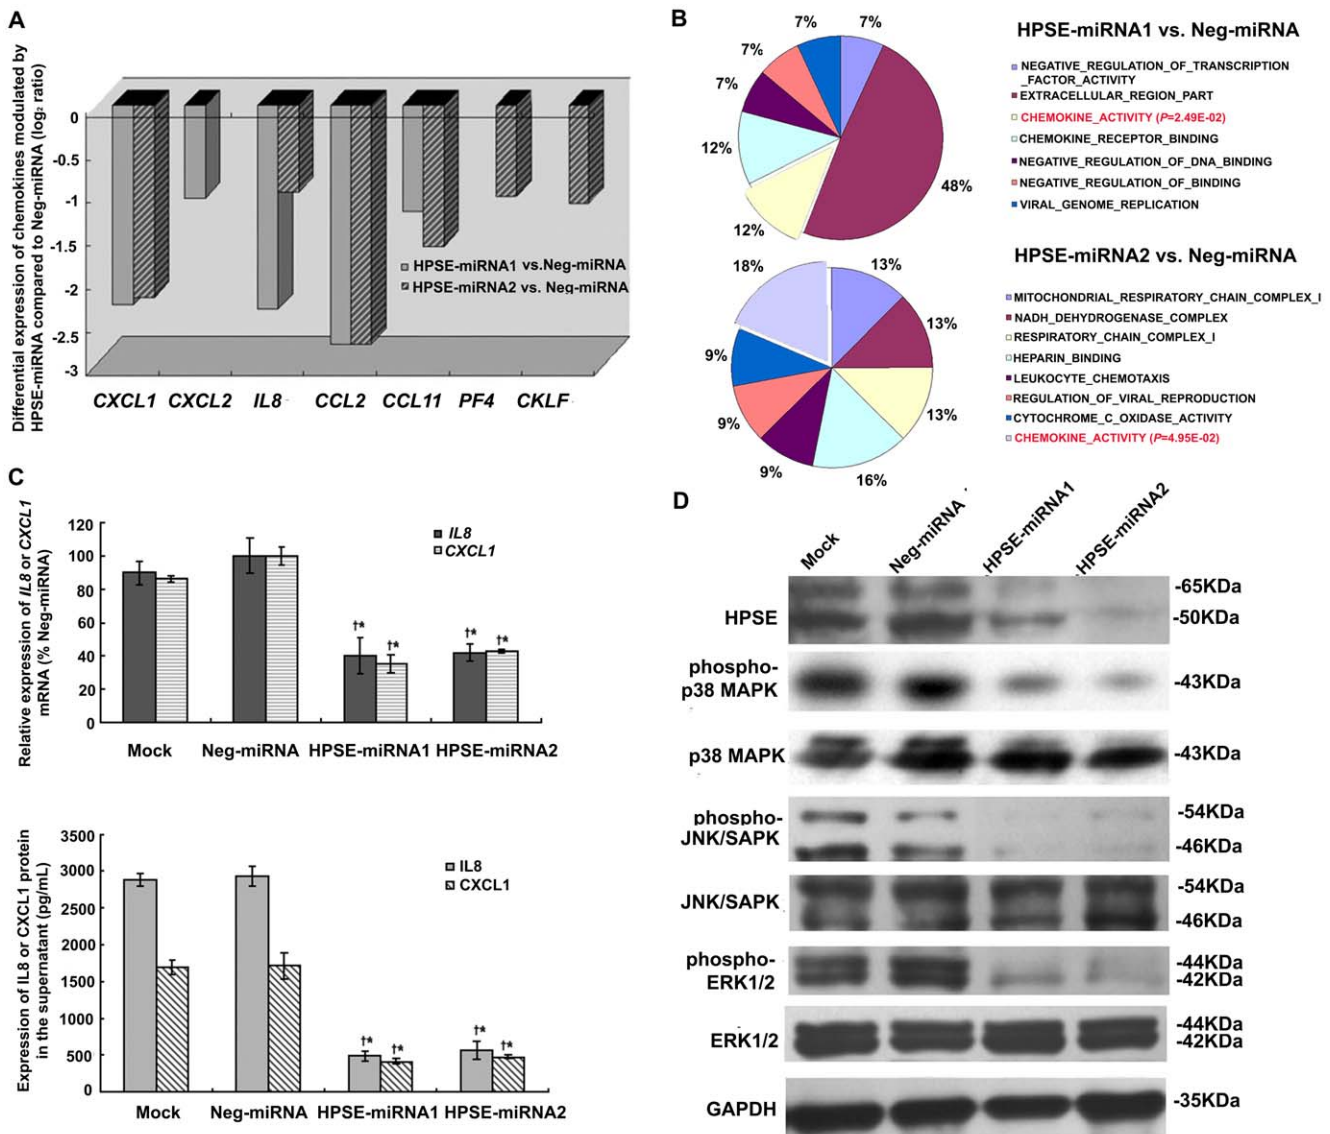 A
Differential expression of chemokines modulated by
HPSE-miRNA compared to Neg-miRNA (log₂ ratio)
0
-0.5
-1
-1.5
-2
-2.5
-3
HPSE-miRNA1 vs.Neg-miRNA
HPSE-miRNA2 vs. Neg-miRNA
CXCL1 CXCL2 IL8 CCL2 CCL11 PF4 CKLF
B
7% 7%
7%
7%
12%
12%
48%
HPSE-miRNA1 vs. Neg-miRNA
NEGATIVE_REGULATION_OF_TRANSCRIPTION
_FACTOR_ACTIVITY
EXTRACELLULAR_REGION_PART
CHEMOKINE_ACTIVITY (P=2.49E-02)
CHEMOKINE_RECEPTOR_BINDING
NEGATIVE_REGULATION_OF_DNA_BINDING
NEGATIVE_REGULATION_OF_BINDING
VIRAL_GENOME_REPLICATION
18% 13%
13%
9%
13%
9%
9%
16%
HPSE-miRNA2 vs. Neg-miRNA
MITOCHONDRIAL_RESPIRATORY_CHAIN_COMPLEX_I
NADH_DEHYDROGENASE_COMPLEX
RESPIRATORY_CHAIN_COMPLEX_I
HEPARIN_BINDING
LEUKOCYTE_CHEMOTAXIS
REGULATION_OF_VIRAL_REPRODUCTION
CYTOCHROME_C_OXIDASE_ACTIVITY
CHEMOKINE_ACTIVITY (P=4.95E-02)
C
Relative expression of IL8 or CXCL1
mRNA (% Neg-miRNA)
120
100
80
60
40
20
0
IL8
CXCL1
†* †* †* †*
Mock Neg-miRNA HPSE-miRNA1 HPSE-miRNA2
Expression of IL8 or CXCL1 protein
in the supernatant (pg/mL)
3500
3000
2500
2000
1500
1000
500
0
IL8
CXCL1
†* †* †* †*
Mock Neg-miRNA HPSE-miRNA1 HPSE-miRNA2
D
Mock Neg-miRNA HPSE-miRNA1 HPSE-miRNA2
-65KDa
HPSE -50KDa
phospho-
p38 MAPK -43KDa
p38 MAPK -43KDa
-54KDa
phospho-
JNK/SAPK -46KDa
-54KDa
JNK/SAPK
-46KDa
phospho- -44KDa
ERK1/2 -42KDa
-44KDa
ERK1/2 -42KDa
GAPDH -35KDa